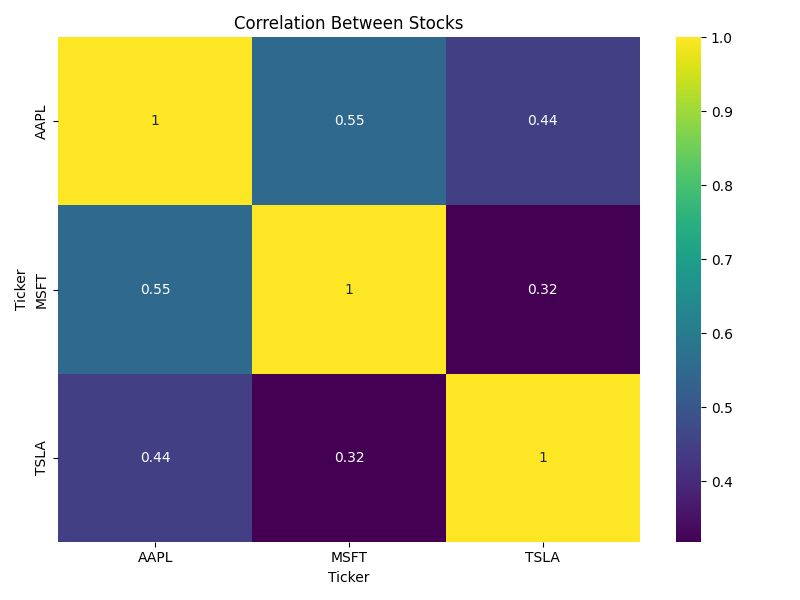 Correlation Between Stocks
1.0
AAPL
1
0.55
0.44
0.9
0.8
Ticker
MSFT
0.55
1
0.32
0.7
0.6
0.5
TSLA
0.44
0.32
1
0.4
AAPL
MSFT
TSLA
Ticker